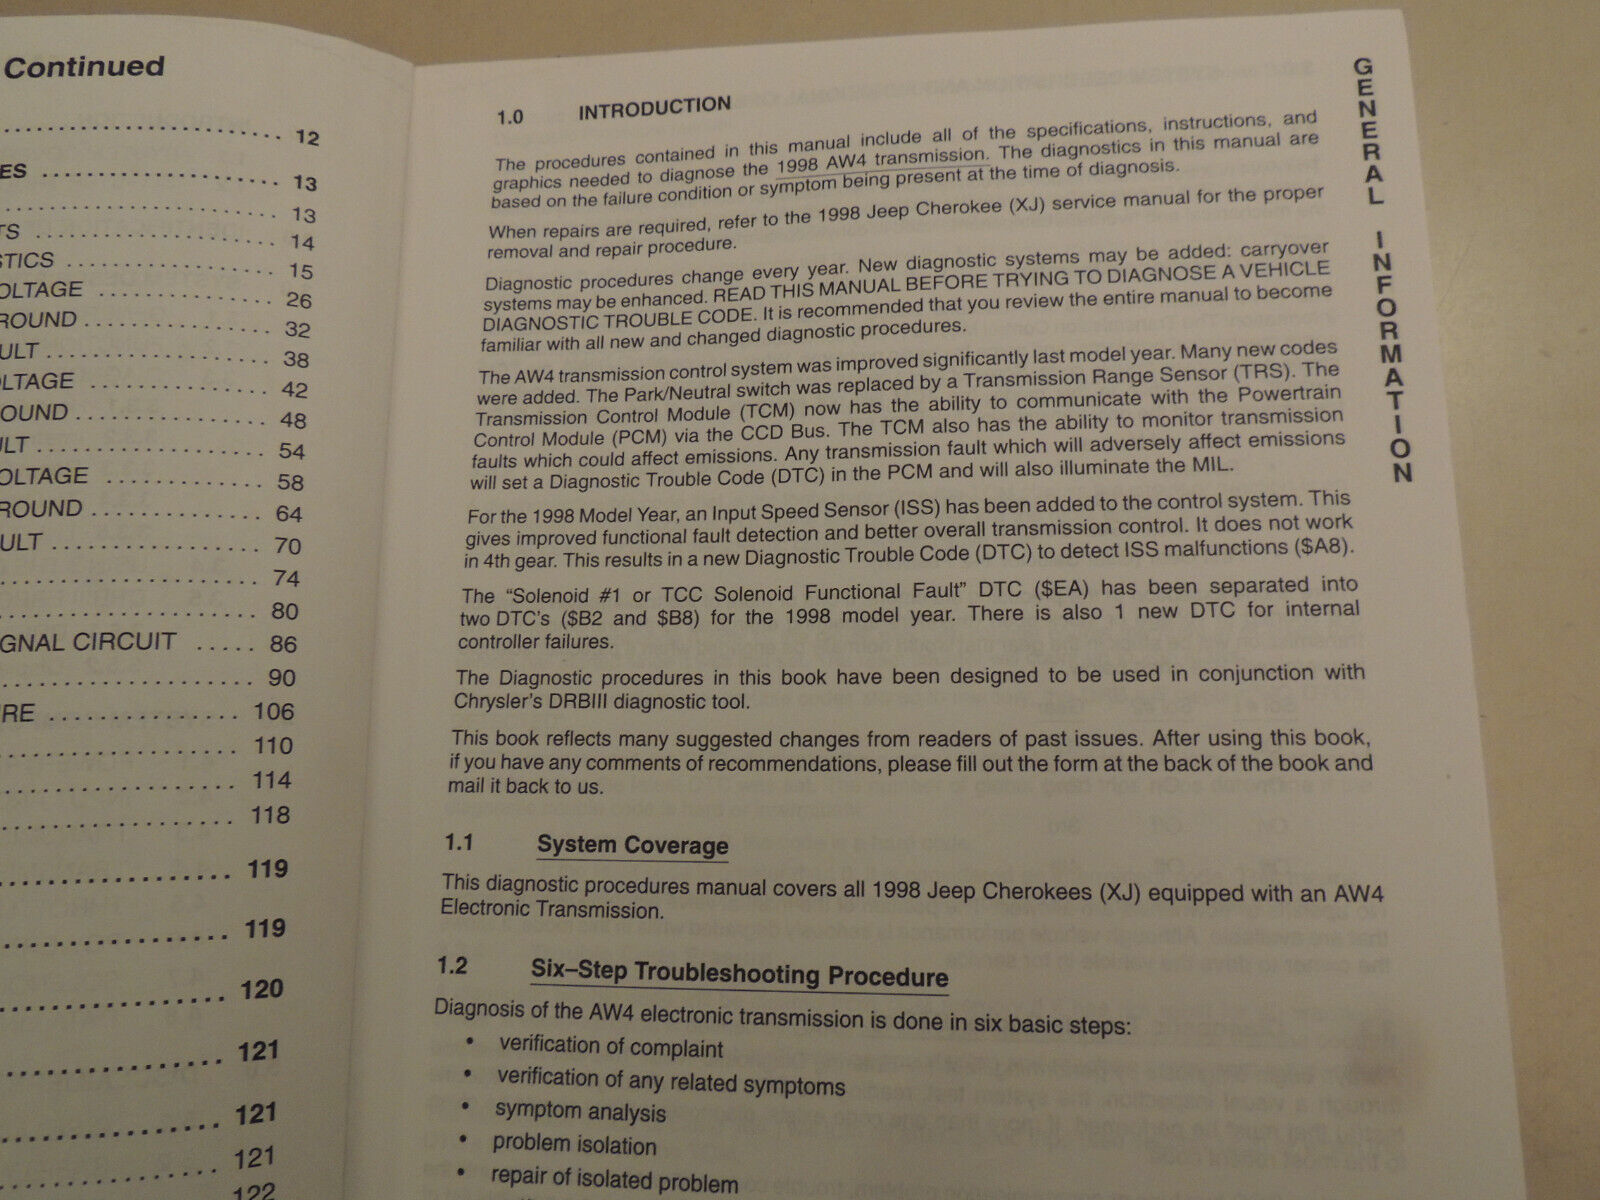 Continued
12
ES 13
13
TS 14
STICS 15
OLTAGE 26
ROUND 32
ULT 38
OLTAGE 42
OUND 48
ULT 54
OLTAGE 58
ROUND 64
ULT 70
74
80
GNAL CIRCUIT 86
90
RE 106
110
114
118
119
119
120
121
121
121
122
1.0 INTRODUCTION
The procedures contained in this manual include all of the specifications, instructions, and
graphics needed to diagnose the 1998 AW4 transmission. The diagnostics in this manual are
based on the failure condition or symptom being present at the time of diagnosis.
When repairs are required, refer to the 1998 Jeep Cherokee (XJ) service manual for the proper
removal and repair procedure.
Diagnostic procedures change every year. New diagnostic systems may be added: carryover
systems may be enhanced. READ THIS MANUAL BEFORE TRYING TO DIAGNOSE A VEHICLE
DIAGNOSTIC TROUBLE CODE. It is recommended that you review the entire manual to become
familiar with all new and changed diagnostic procedures.
The AW4 transmission control system was improved significantly last model year. Many new codes
were added. The Park/Neutral switch was replaced by a Transmission Range Sensor (TRS). The
Transmission Control Module (TCM) now has the ability to communicate with the Powertrain
Control Module (PCM) via the CCD Bus. The TCM also has the ability to monitor transmission
faults which could affect emissions. Any transmission fault which will adversely affect emissions
will set a Diagnostic Trouble Code (DTC) in the PCM and will also illuminate the MIL.
For the 1998 Model Year, an Input Speed Sensor (ISS) has been added to the control system. This
gives improved functional fault detection and better overall transmission control. It does not work
in 4th gear. This results in a new Diagnostic Trouble Code (DTC) to detect ISS malfunctions ($A8).
The “Solenoid #1 or TCC Solenoid Functional Fault” DTC ($EA) has been separated into
two DTC's ($B2 and $B8) for the 1998 model year. There is also 1 new DTC for internal
controller failures.
The Diagnostic procedures in this book have been designed to be used in conjunction with
Chrysler's DRBIII diagnostic tool.
This book reflects many suggested changes from readers of past issues. After using this book,
if you have any comments of recommendations, please fill out the form at the back of the book and
mail it back to us.
1.1 System Coverage
This diagnostic procedures manual covers all 1998 Jeep Cherokees (XJ) equipped with an AW4
Electronic Transmission.
1.2 Six–Step Troubleshooting Procedure
Diagnosis of the AW4 electronic transmission is done in six basic steps:
• verification of complaint
• verification of any related symptoms
• symptom analysis
• problem isolation
• repair of isolated problem
GENERAL INFORMATION